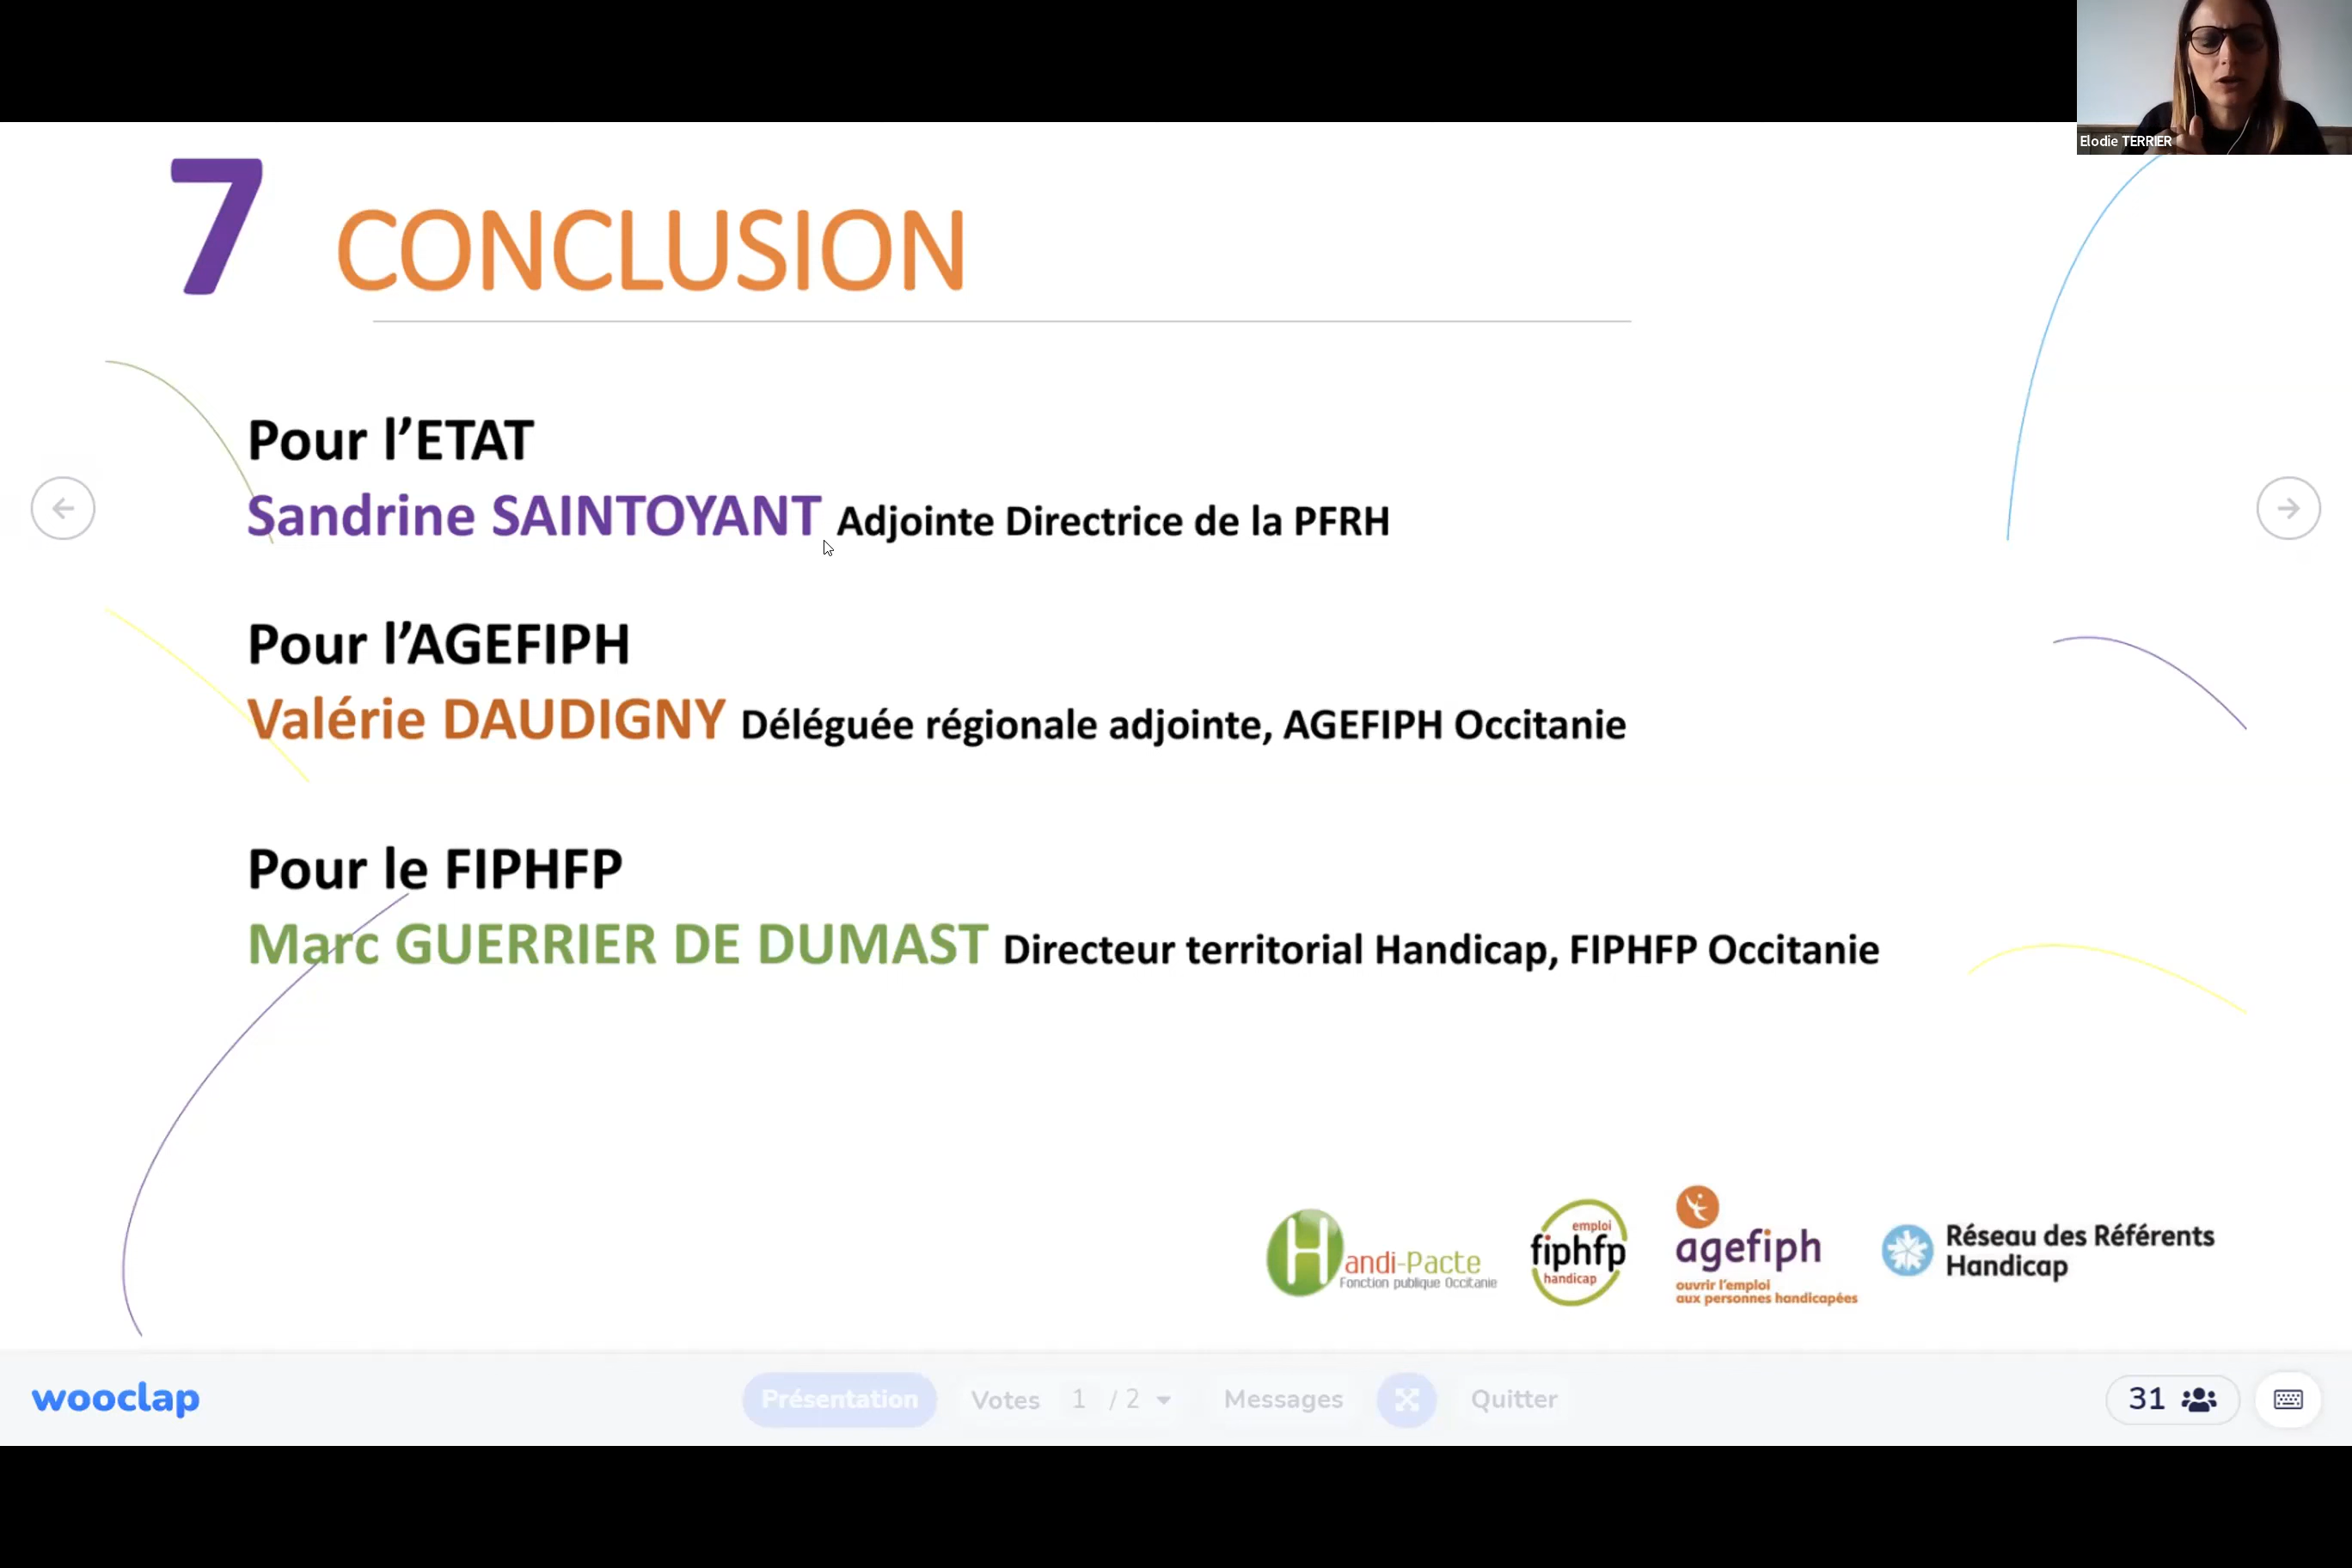 Elodie TERRIER
7 CONCLUSION
Pour l’ETAT
Sandrine SAINTOYANT Adjointe Directrice de la PFRH
Pour l’AGEFIPH
Valérie DAUDIGNY Déléguée régionale adjointe, AGEFIPH Occitanie
Pour le FIPHFP
Marc GUERRIER DE DUMAST Directeur territorial Handicap, FIPHFP Occitanie
Handi-Pacte
Fonction publique Occitanie
emploi
fiphfp
handicap
agefiph
ouvrir l’emploi
aux personnes handicapées
Réseau des Référents
Handicap
wooclap Présentation Votes 1 / 2 Messages Quitter 31